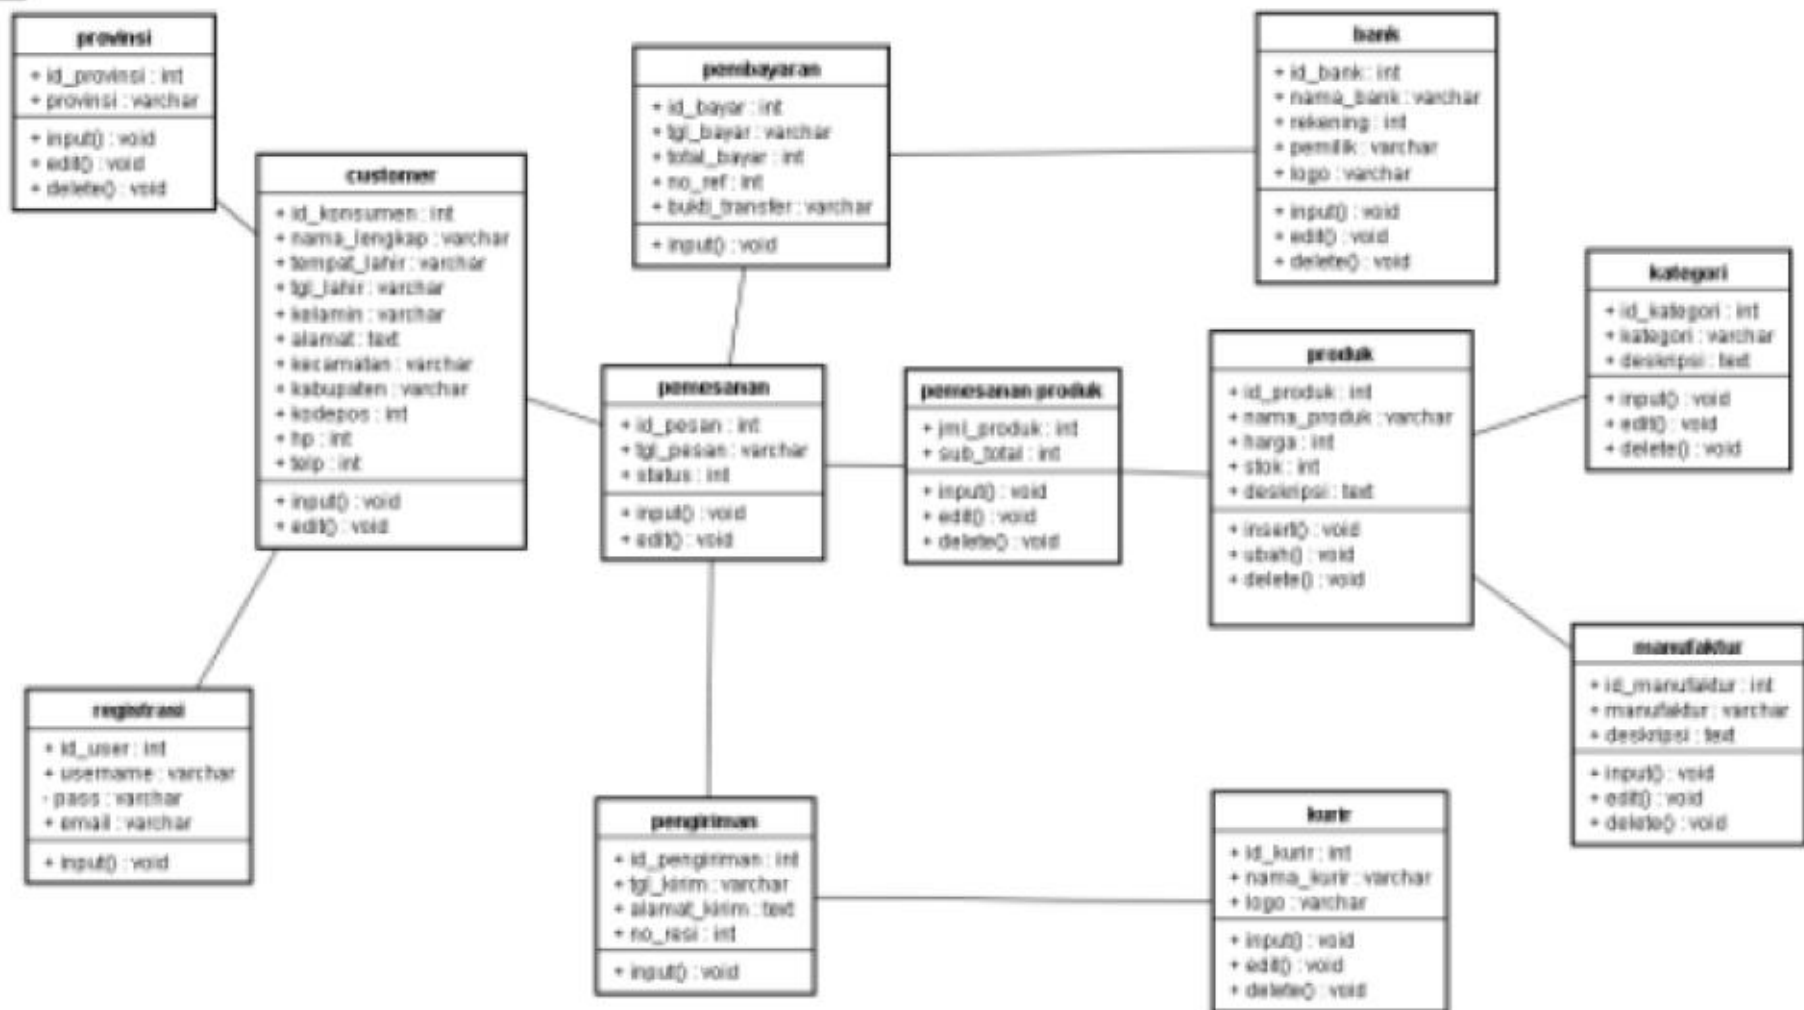 provinsi
+ id_provinsi : int
+ provinsi : varchar
+ input() : void
+ edit() : void
+ delete() : void
customer
+ id_konsumen : int
+ nama_lengkap : varchar
+ tempat_lahir : varchar
+ tgl_lahir : varchar
+ kelamin : varchar
+ alamat : text
+ kecamatan : varchar
+ kabupaten : varchar
+ kodepos : int
+ hp : int
+ telp : int
+ input() : void
+ edit() : void
registrasi
+ id_user : int
+ username : varchar
- pass : varchar
+ email : varchar
+ input() : void
pembayaran
+ id_bayar : int
+ tgl_bayar : varchar
+ total_bayar : int
+ no_ref : int
+ bukti_transfer : varchar
+ input() : void
pemesanan
+ id_pesan : int
+ tgl_pesan : varchar
+ status : int
+ input() : void
+ edit() : void
pengiriman
+ id_pengiriman : int
+ tgl_kirim : varchar
+ alamat_kirim : text
+ no_resi : int
+ input() : void
pemesanan produk
+ jml_produk : int
+ sub_total : int
+ input() : void
+ edit() : void
+ delete() : void
bank
+ id_bank : int
+ nama_bank : varchar
+ rekening : int
+ pemilik : varchar
+ logo : varchar
+ input() : void
+ edit() : void
+ delete() : void
produk
+ id_produk : int
+ nama_produk : varchar
+ harga : int
+ stok : int
+ deskripsi : text
+ insert() : void
+ ubah() : void
+ delete() : void
kurir
+ id_kurir : int
+ nama_kurir : varchar
+ logo : varchar
+ input() : void
+ edit() : void
+ delete() : void
kategori
+ id_kategori : int
+ kategori : varchar
+ deskripsi : text
+ input() : void
+ edit() : void
+ delete() : void
manufaktur
+ id_manufaktur : int
+ manufaktur : varchar
+ deskripsi : text
+ input() : void
+ edit() : void
+ delete() : void